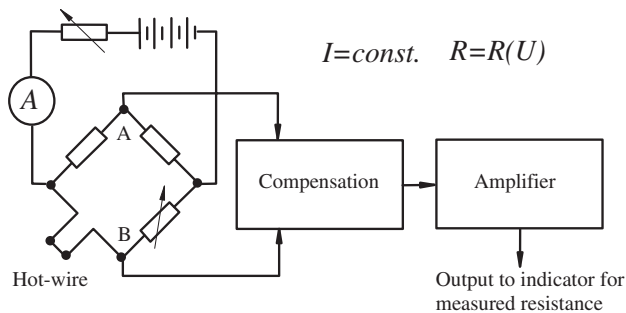 I=const. R=R(U)
A
A
Compensation
Amplifier
B
Hot-wire
Output to indicator for
measured resistance